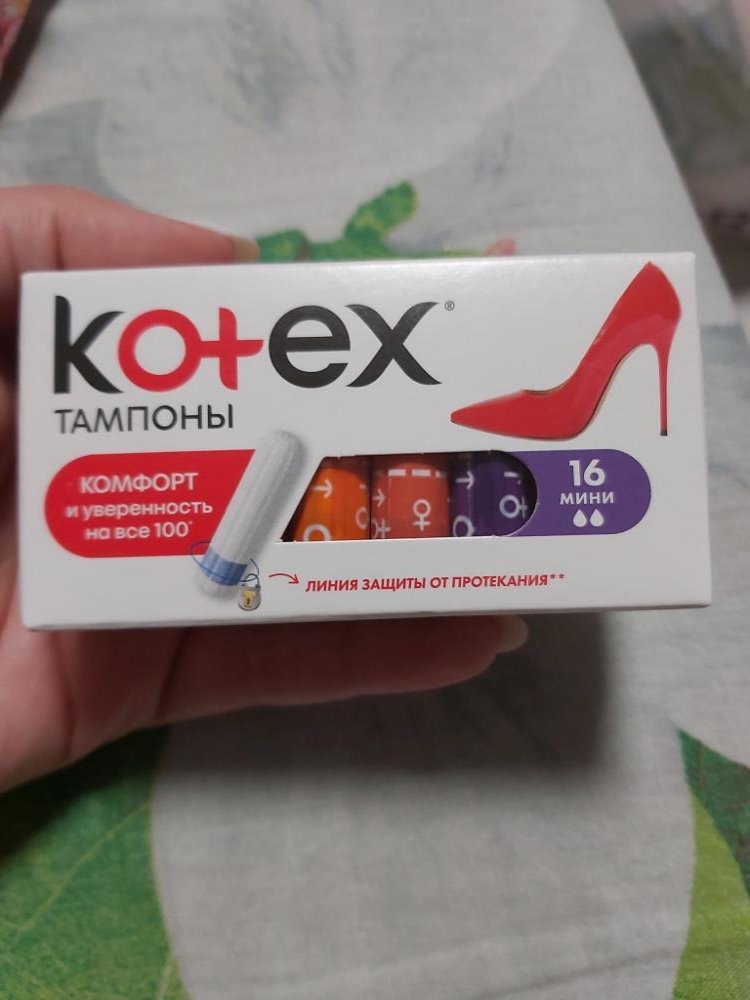 kotex®
ТАМПОНЫ
КОМФОРТ
и уверенность
на все 100*
16
МИНИ
ЛИНИЯ ЗАЩИТЫ ОТ ПРОТЕКАНИЯ**